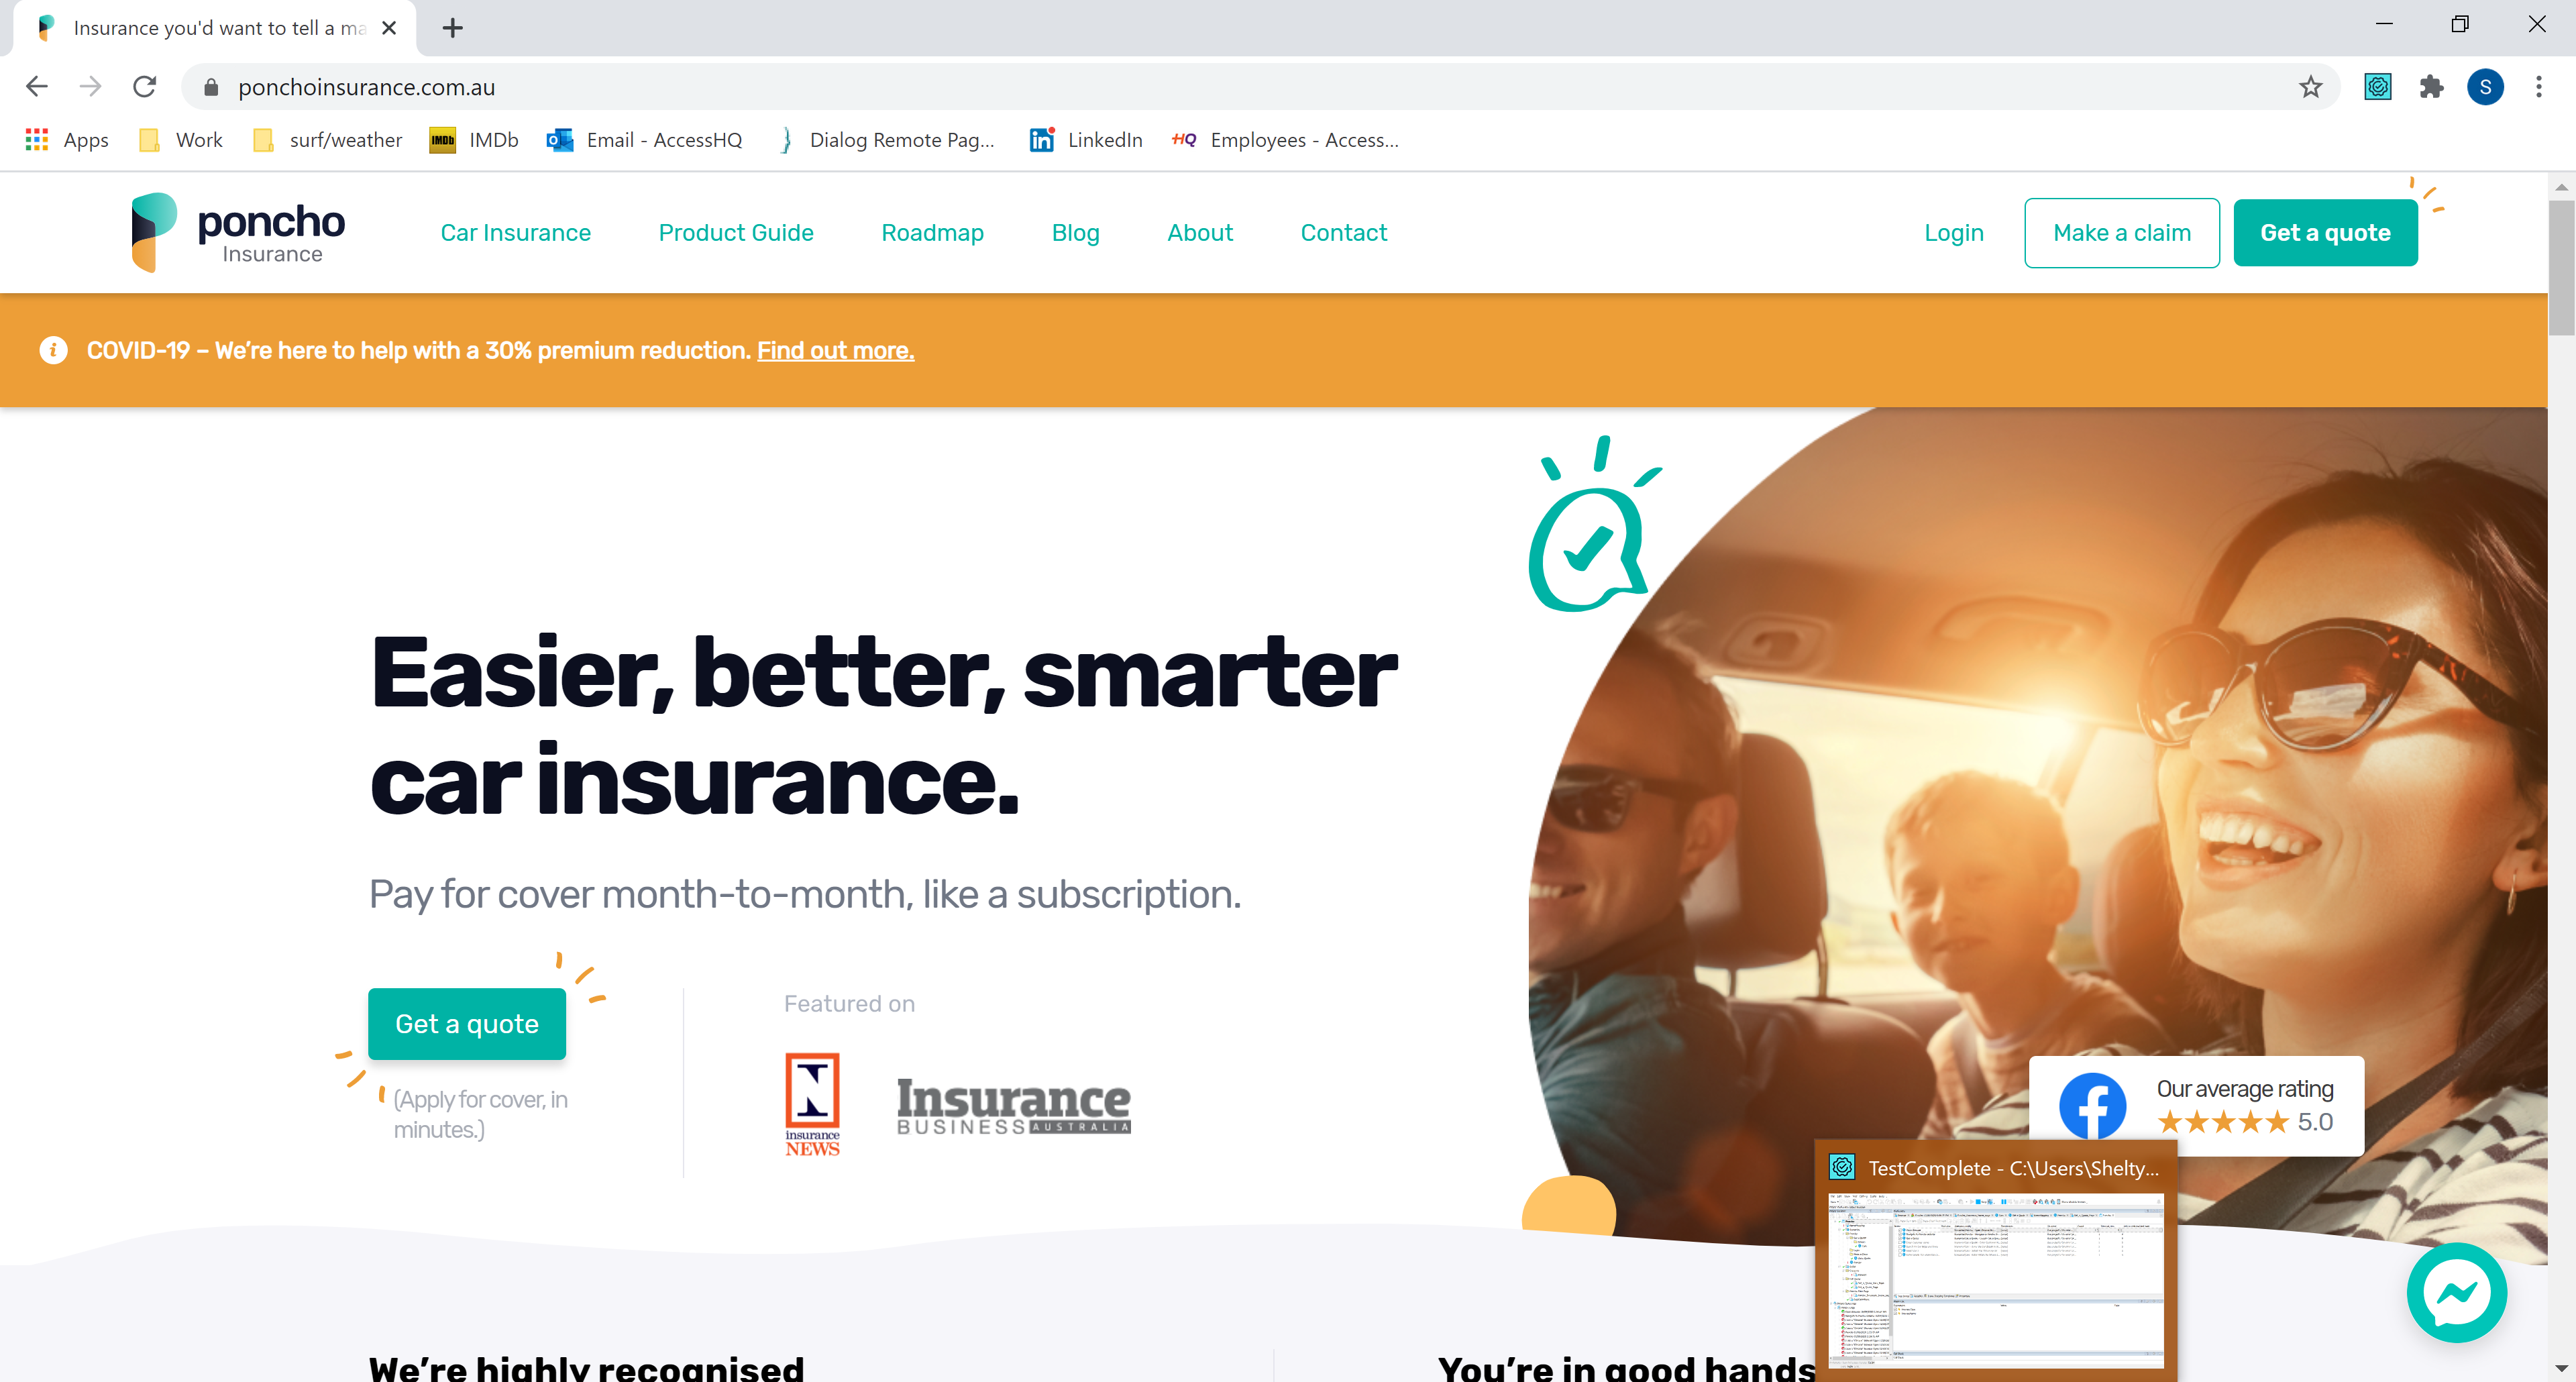 Insurance you'd want to tell a ma
ponchoinsurance.com.au
S
Apps
Work
surf/weather
IMDb
IMDb
Email - AccessHQ
Dialog Remote Pag...
in
LinkedIn
HQ
Employees - Access...
poncho
Insurance
Car Insurance
Product Guide
Roadmap
Blog
About
Contact
Login
Make a claim
Get a quote
COVID-19 – We’re here to help with a 30% premium reduction. Find out more.
Easier, better, smarter
car insurance.
Pay for cover month-to-month, like a subscription.
Get a quote
(Apply for cover, in
minutes.)
Featured on
N
insurance
NEWS
Insurance
BUSINESS AUSTRALIA
Our average rating
5.0
TestComplete - C:\Users\Shelty...
We’re highly recognised
You’re in good hands